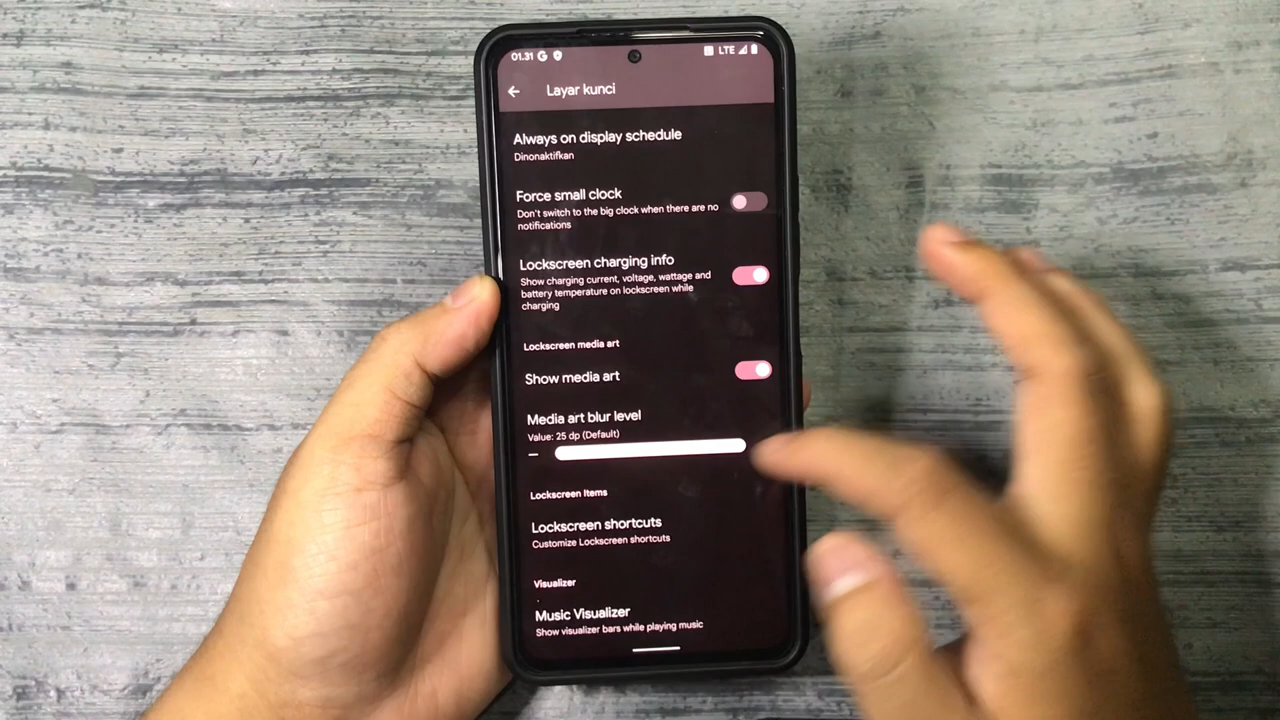 01.31 G LTE
Layar kunci
Always on display schedule
Dinonaktifkan
Force small clock
Don't switch to the big clock when there are no
notifications
Lockscreen charging info
Show charging current, voltage, wattage and
battery temperature on lockscreen while
charging
Lockscreen media art
Show media art
Media art blur level
Value: 25 dp (Default)
Lockscreen Items
Lockscreen shortcuts
Customize Lockscreen shortcuts
Visualizer
Music Visualizer
Show visualizer bars while playing music